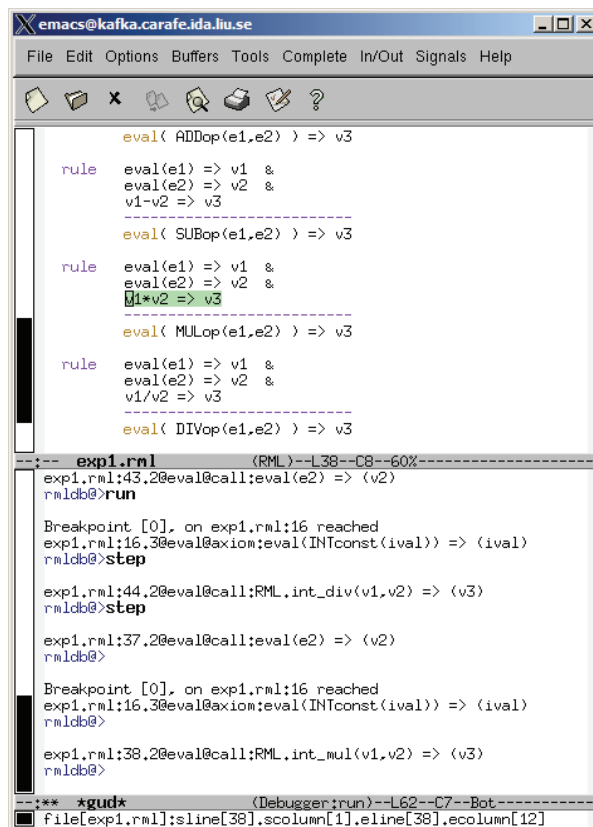 emacs@kafka.carafe.ida.liu.se
File Edit Options Buffers Tools Complete In/Out Signals Help
eval( ADDop(e1,e2) ) => v3
rule eval(e1) => v1 &
eval(e2) => v2 &
v1-v2 => v3
--------------------------
eval( SUBop(e1,e2) ) => v3
rule eval(e1) => v1 &
eval(e2) => v2 &
v1*v2 => v3
--------------------------
eval( MULop(e1,e2) ) => v3
rule eval(e1) => v1 &
eval(e2) => v2 &
v1/v2 => v3
--------------------------
eval( DIVop(e1,e2) ) => v3
--:-- exp1.rml (RML)--L38--C8--60%--------------------
exp1.rml:43.2@eval@call:eval(e2) => (v2)
rmldb@>run
Breakpoint [0], on exp1.rml:16 reached
exp1.rml:16.3@eval@axiom:eval(INTconst(ival)) => (ival)
rmldb@>step
exp1.rml:44.2@eval@call:RML.int_div(v1,v2) => (v3)
rmldb@>step
exp1.rml:37.2@eval@call:eval(e2) => (v2)
rmldb@>
Breakpoint [0], on exp1.rml:16 reached
exp1.rml:16.3@eval@axiom:eval(INTconst(ival)) => (ival)
rmldb@>
exp1.rml:38.2@eval@call:RML.int_mul(v1,v2) => (v3)
rmldb@>
--:** *gud* (Debugger:run)--L62--C7--Bot-----------
file[exp1.rml]:sline[38].scolumn[1].eline[38].ecolumn[12]